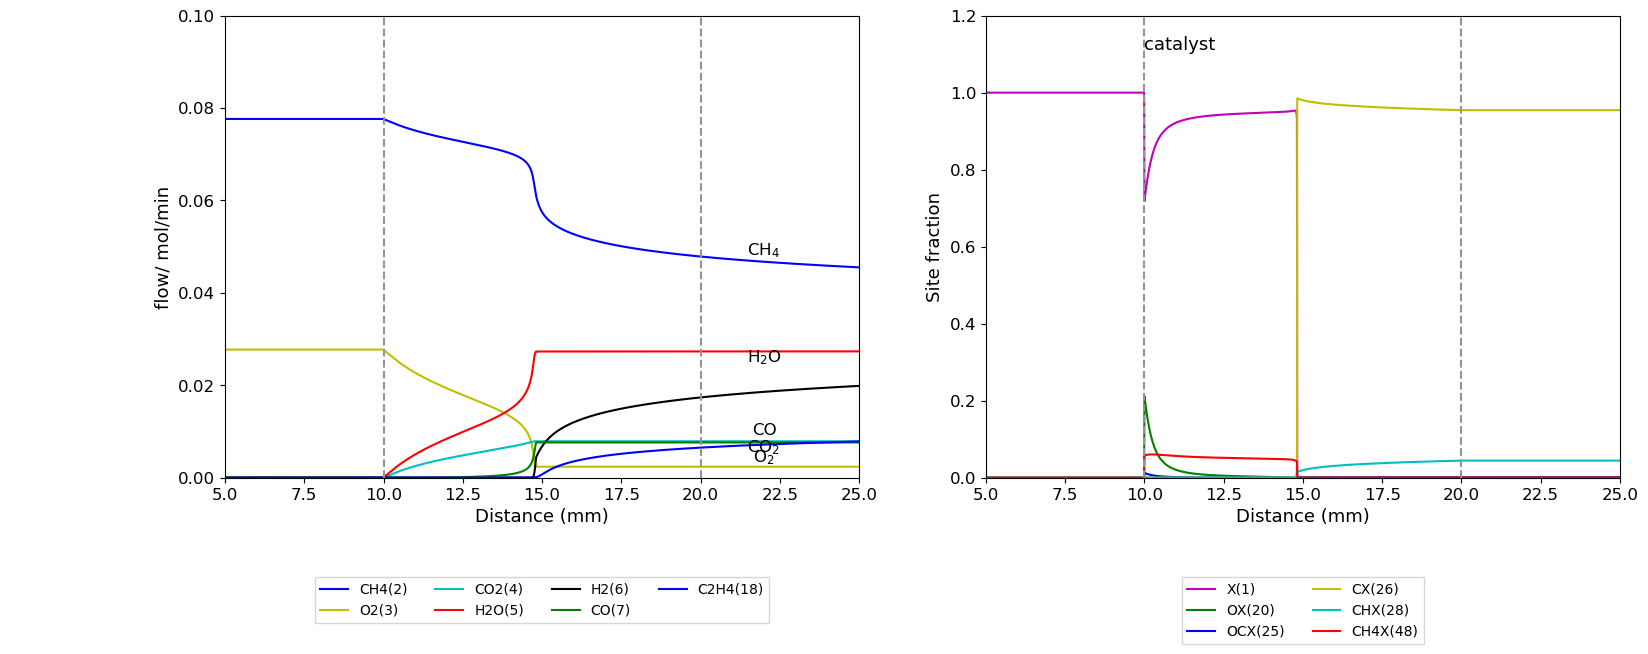 0.10
0.08
0.06
0.04
0.02
0.00
flow/ mol/min
CH₄
H₂O
CO
CO₂
O₂
5.0 7.5 10.0 12.5 15.0 17.5 20.0 22.5 25.0
Distance (mm)
CH4(2) CO2(4) H2(6) C2H4(18)
O2(3) H2O(5) CO(7)
1.2
1.0
0.8
0.6
0.4
0.2
0.0
Site fraction
catalyst
5.0 7.5 10.0 12.5 15.0 17.5 20.0 22.5 25.0
Distance (mm)
X(1) CX(26)
OX(20) CHX(28)
OCX(25) CH4X(48)